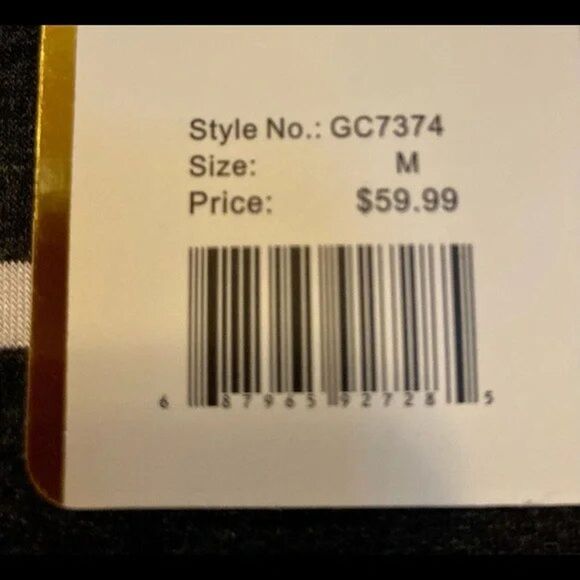 Style No.: GC7374
Size: M
Price: $59.99
6 87965 92728 5